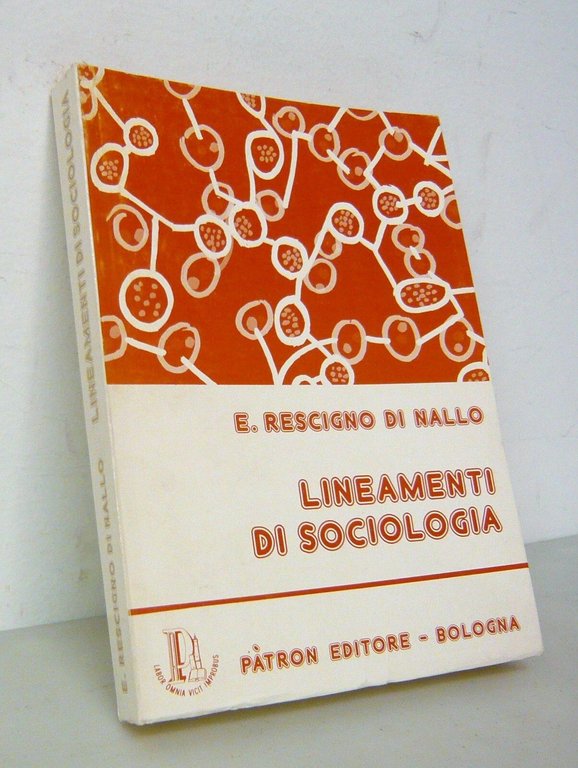 E. RESCIGNO DI NALLO
LINEAMENTI
DI SOCIOLOGIA
PÀTRON EDITORE - BOLOGNA
LABOR OMNIA VICIT IMPROBUS
E. RESCIGNO DI NALLO LINEAMENTI DI SOCIOLOGIA